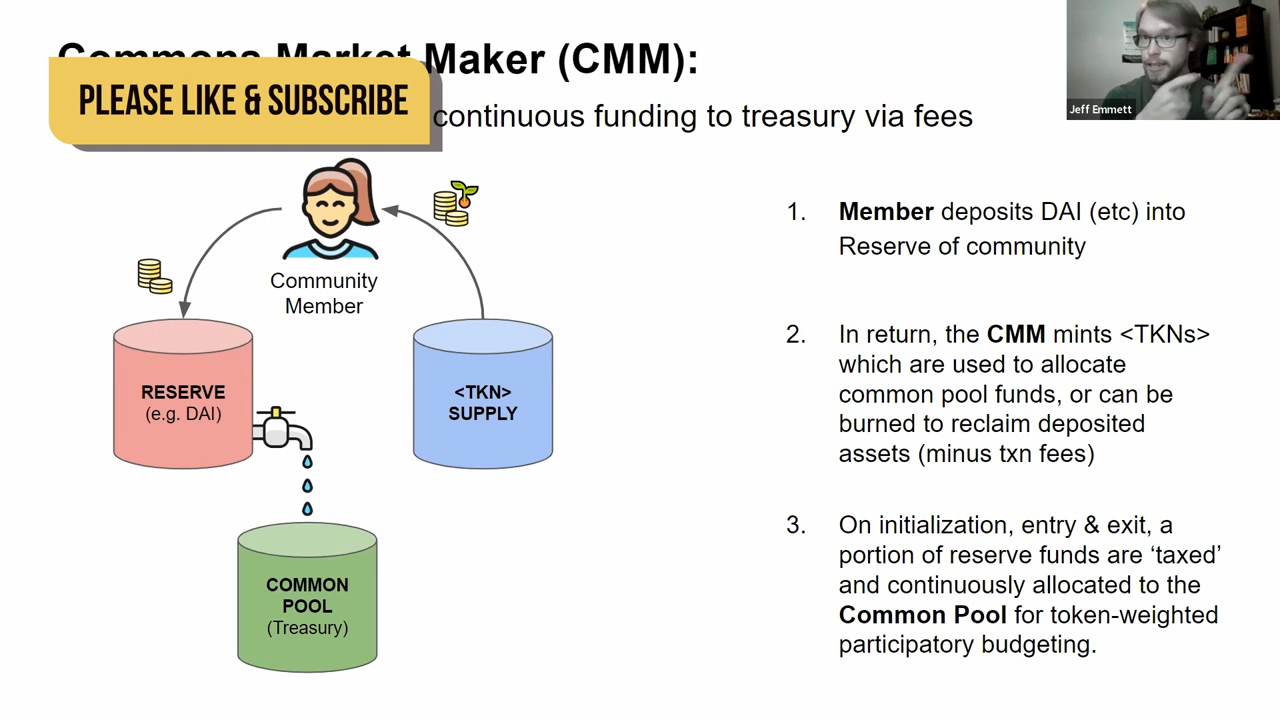 Commons Market Maker (CMM):
PLEASE LIKE & SUBSCRIBE
continuous funding to treasury via fees
Jeff Emmett
Community
Member
RESERVE
(e.g. DAI)
<TKN>
SUPPLY
COMMON
POOL
(Treasury)
1. Member deposits DAI (etc) into
Reserve of community
2. In return, the CMM mints <TKNs>
which are used to allocate
common pool funds, or can be
burned to reclaim deposited
assets (minus txn fees)
3. On initialization, entry & exit, a
portion of reserve funds are ‘taxed’
and continuously allocated to the
Common Pool for token-weighted
participatory budgeting.